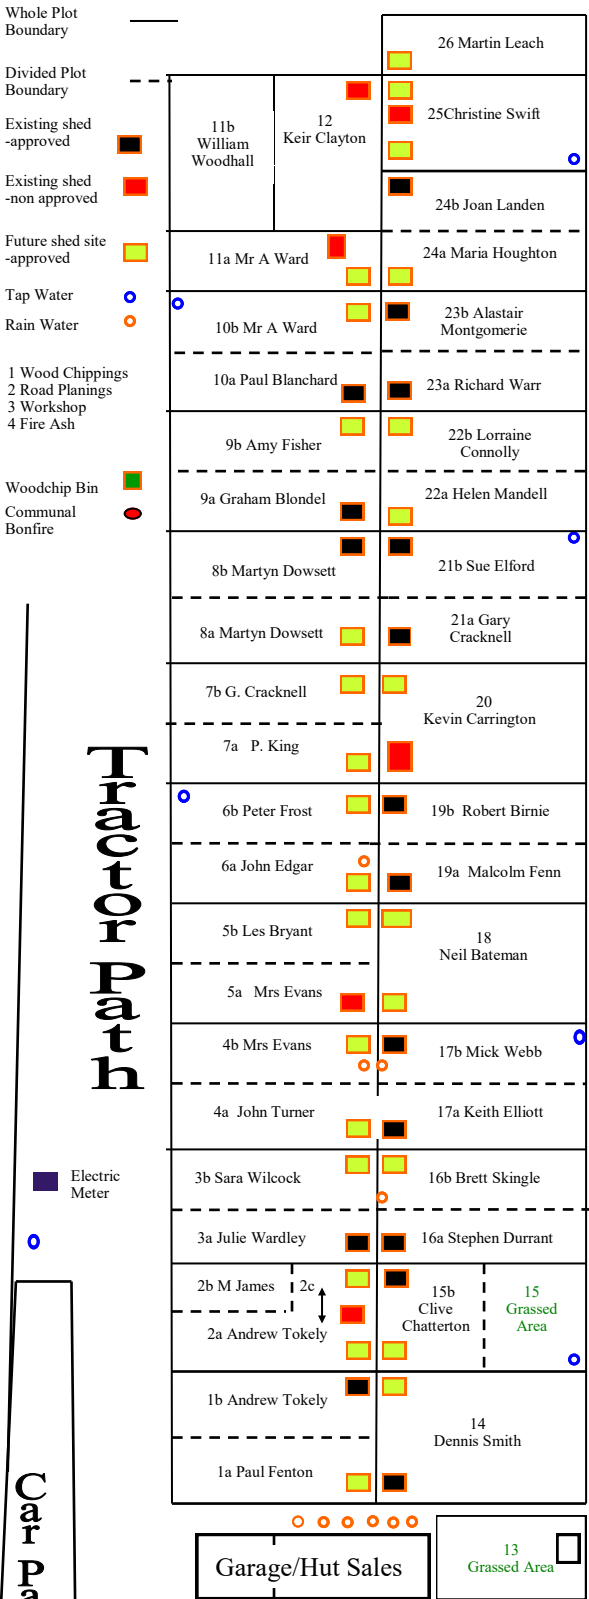 Whole Plot
Boundary
Divided Plot
Boundary
Existing shed
-approved
Existing shed
-non approved
Future shed site
-approved
Tap Water
Rain Water
1 Wood Chippings
2 Road Planings
3 Workshop
4 Fire Ash
Woodchip Bin
Communal
Bonfire
Tractor Path
Electric
Meter
Car Pa
26 Martin Leach
11b
William
Woodhall
12
Keir Clayton
25Christine Swift
24b Joan Landen
11a Mr A Ward
24a Maria Houghton
10b Mr A Ward
23b Alastair
Montgomerie
10a Paul Blanchard
23a Richard Warr
9b Amy Fisher
22b Lorraine
Connolly
9a Graham Blondel
22a Helen Mandell
8b Martyn Dowsett
21b Sue Elford
8a Martyn Dowsett
21a Gary
Cracknell
7b G. Cracknell
20
Kevin Carrington
7a P. King
6b Peter Frost
19b Robert Birnie
6a John Edgar
19a Malcolm Fenn
5b Les Bryant
18
Neil Bateman
5a Mrs Evans
4b Mrs Evans
17b Mick Webb
4a John Turner
17a Keith Elliott
3b Sara Wilcock
16b Brett Skingle
3a Julie Wardley
16a Stephen Durrant
2b M James
2c
2a Andrew Tokely
15b
Clive
Chatterton
15
Grassed
Area
1b Andrew Tokely
14
Dennis Smith
1a Paul Fenton
Garage/Hut Sales
13
Grassed Area